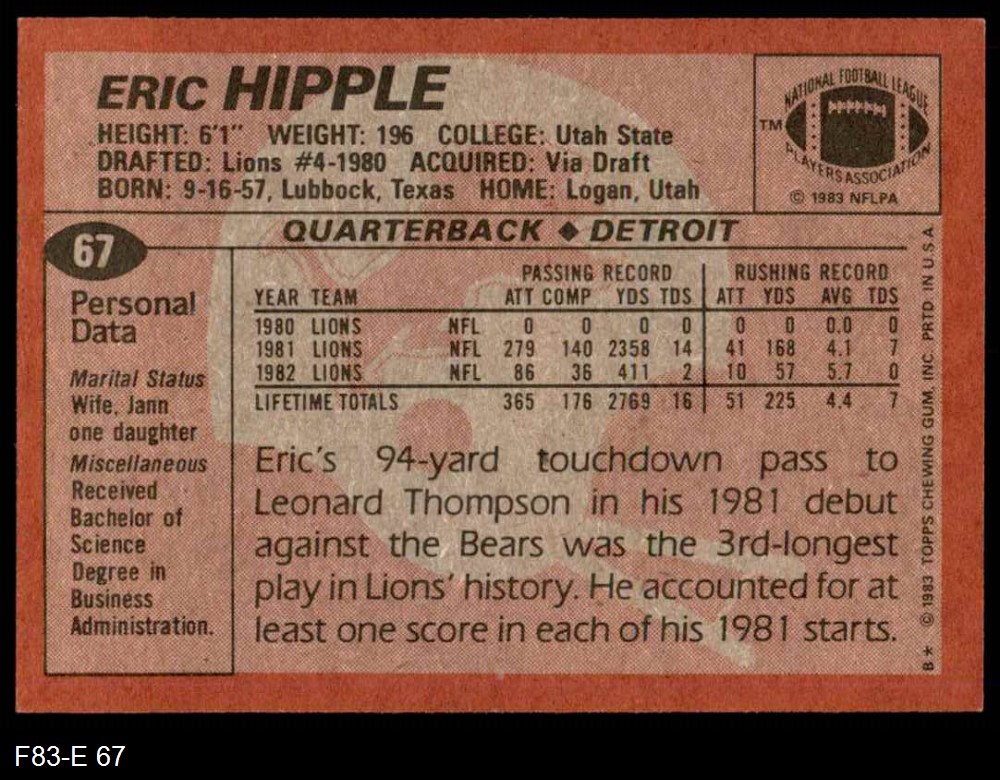 ERIC HIPPLE
HEIGHT: 6'1" WEIGHT: 196 COLLEGE: Utah State
DRAFTED: Lions #4-1980 ACQUIRED: Via Draft
BORN: 9-16-57, Lubbock, Texas HOME: Logan, Utah
NATIONAL FOOTBALL LEAGUE
PLAYERS ASSOCIATION
TM
© 1983 NFLPA
QUARTERBACK ◆ DETROIT
67
Personal
Data
Marital Status
Wife, Jann
one daughter
Miscellaneous
Received
Bachelor of
Science
Degree in
Business
Administration.
PASSING RECORD RUSHING RECORD
YEAR TEAM ATT COMP YDS TDS ATT YDS AVG TDS
1980 LIONS NFL 0 0 0 0 0 0 0.0 0
1981 LIONS NFL 279 140 2358 14 41 168 4.1 7
1982 LIONS NFL 86 36 411 2 10 57 5.7 0
LIFETIME TOTALS 365 176 2769 16 51 225 4.4 7
Eric's 94-yard touchdown pass to
Leonard Thompson in his 1981 debut
against the Bears was the 3rd-longest
play in Lions' history. He accounted for at
least one score in each of his 1981 starts.
B* © 1983 TOPPS CHEWING GUM, INC. PRTD IN U.S.A
F83-E 67